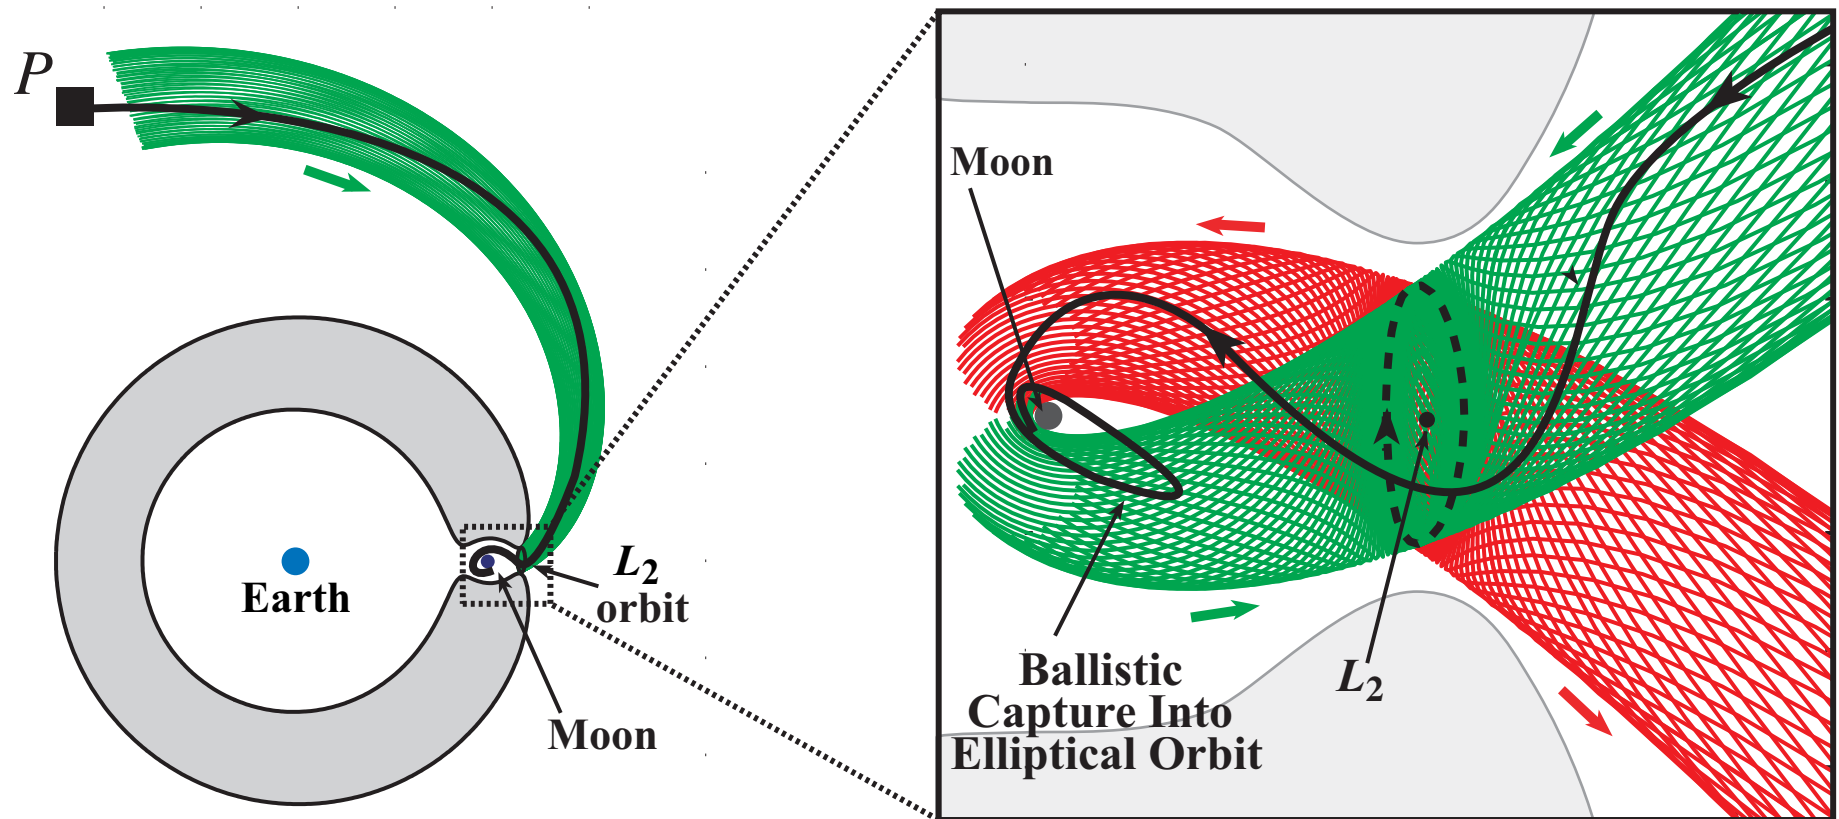 P
Earth
L2
orbit
Moon
Moon
Ballistic
Capture Into
Elliptical Orbit
L2